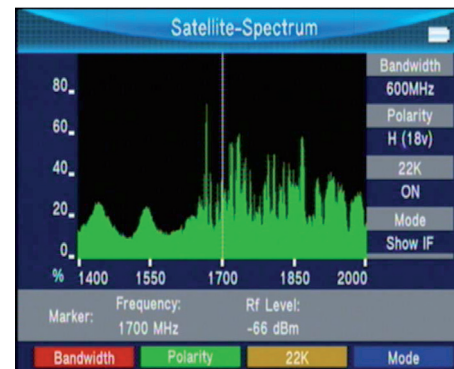 Satellite-Spectrum
Bandwidth
600MHz
Polarity
H (18v)
22K
ON
Mode
Show IF
80
60
40
20
0
% 1400 1550 1700 1850 2000
Marker: Frequency: Rf Level:
1700 MHz -66 dBm
Bandwidth Polarity 22K Mode